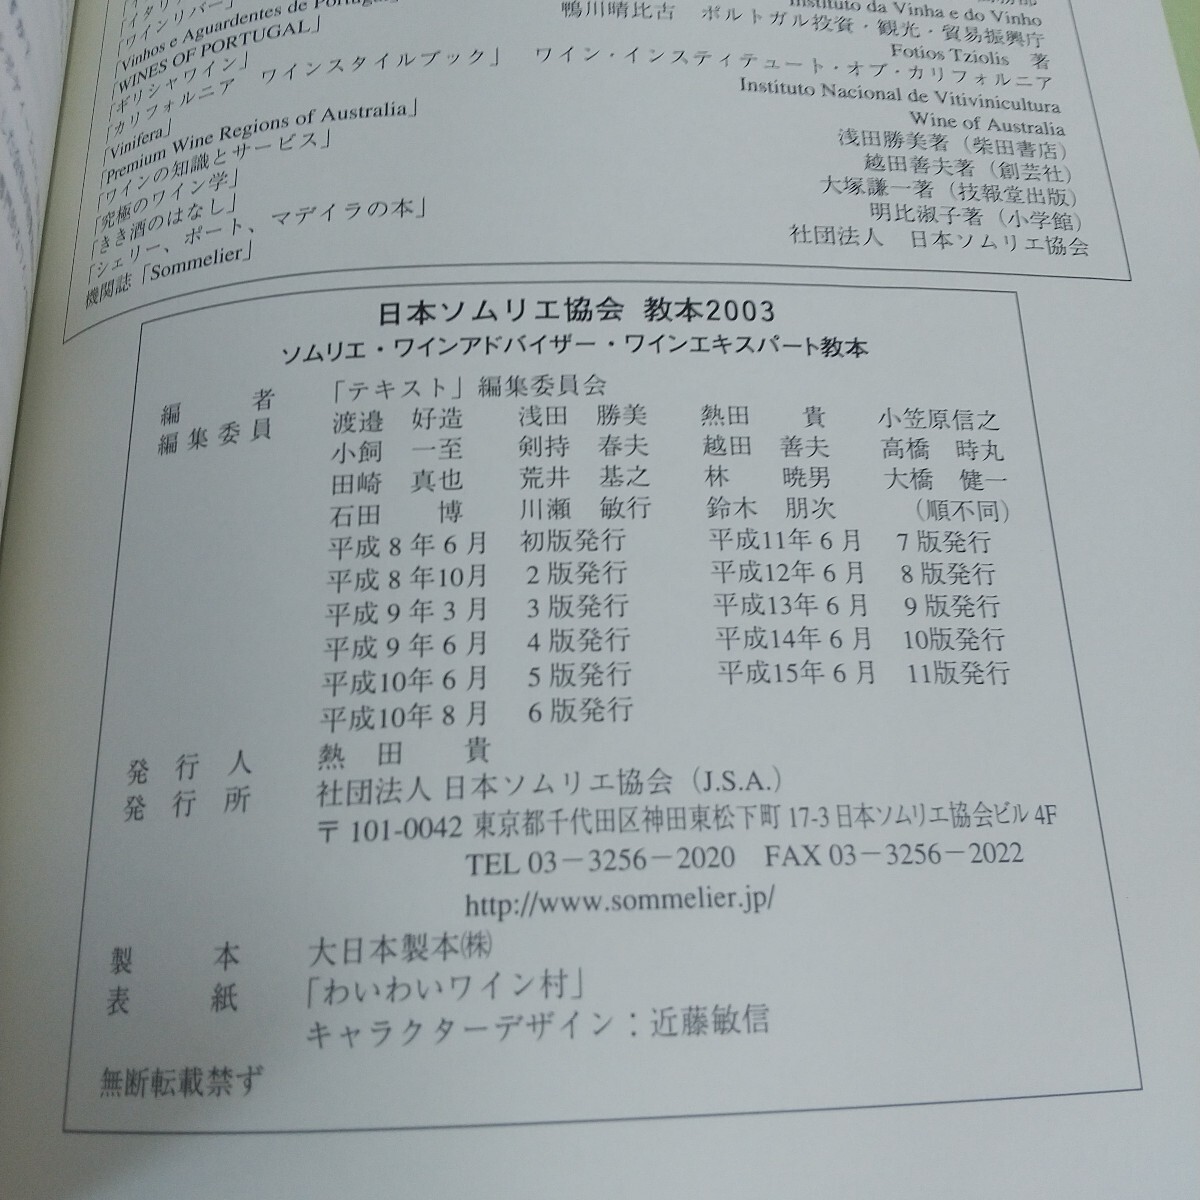 「ワインリバー」
「Vinhos e Aguardentes de Portugal
Instituto da Vinha e do Vinho
「WINES OF PORTUGAL」
鴨川晴比古 ポルトガル投資・観光・貿易振興庁
「ギリシャワイン」
Fotios Tziolis 著
「カリフォルニア ワインスタイルブック」 ワイン・インスティテュート・オブ・カリフォルニア
「Vinifera」
Instituto Nacional de Vitivinicultura
「Premium Wine Regions of Australia」
Wine of Australia
「ワインの知識とサービス」
浅田勝美著（柴田書店）
「究極のワイン学」
越田善夫著（創芸社）
「きき酒のはなし」
大塚謙一著（技報堂出版）
「シェリー、ポート、マデイラの本」
明比淑子著（小学館）
機関誌「Sommelier」
社団法人 日本ソムリエ協会
日本ソムリエ協会 教本2003
ソムリエ・ワインアドバイザー・ワインエキスパート教本
編者 「テキスト」編集委員会
編集委員 渡邉 好造 浅田 勝美 熱田 貴 小笠原信之
小飼 一至 剣持 春夫 越田 善夫 高橋 時丸
田崎 真也 荒井 基之 林 暁男 大橋 健一
石田 博 川瀬 敏行 鈴木 朋次 （順不同）
平成8年6月 初版発行 平成11年6月 7版発行
平成8年10月 2版発行 平成12年6月 8版発行
平成9年3月 3版発行 平成13年6月 9版発行
平成9年6月 4版発行 平成14年6月 10版発行
平成10年6月 5版発行 平成15年6月 11版発行
平成10年8月 6版発行
発行人 熱田 貴
発行所 社団法人 日本ソムリエ協会（J.S.A.）
〒101-0042 東京都千代田区神田東松下町 17-3 日本ソムリエ協会ビル 4F
TEL 03－3256－2020 FAX 03－3256－2022
http://www.sommelier.jp/
製本 大日本製本㈱
表紙 「わいわいワイン村」
キャラクターデザイン：近藤敏信
無断転載禁ず